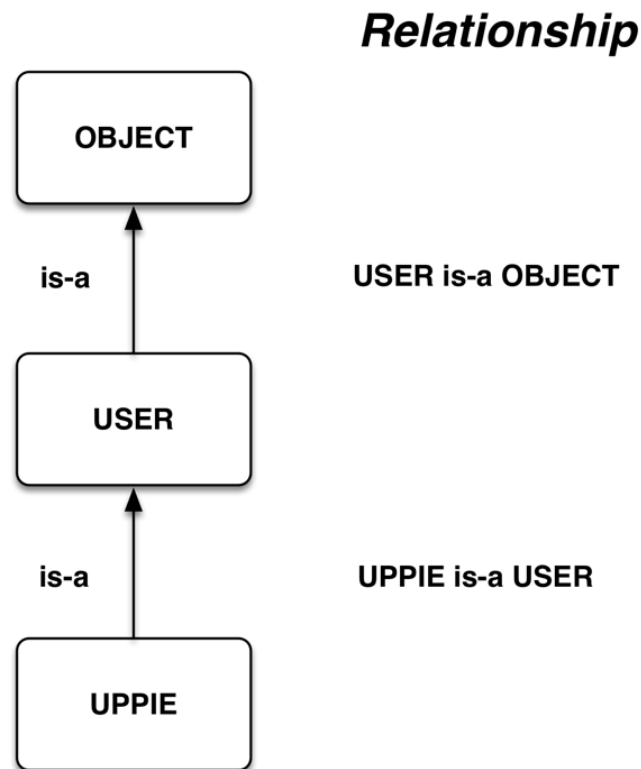 Relationship
OBJECT
is-a
USER is-a OBJECT
USER
is-a
UPPIE is-a USER
UPPIE